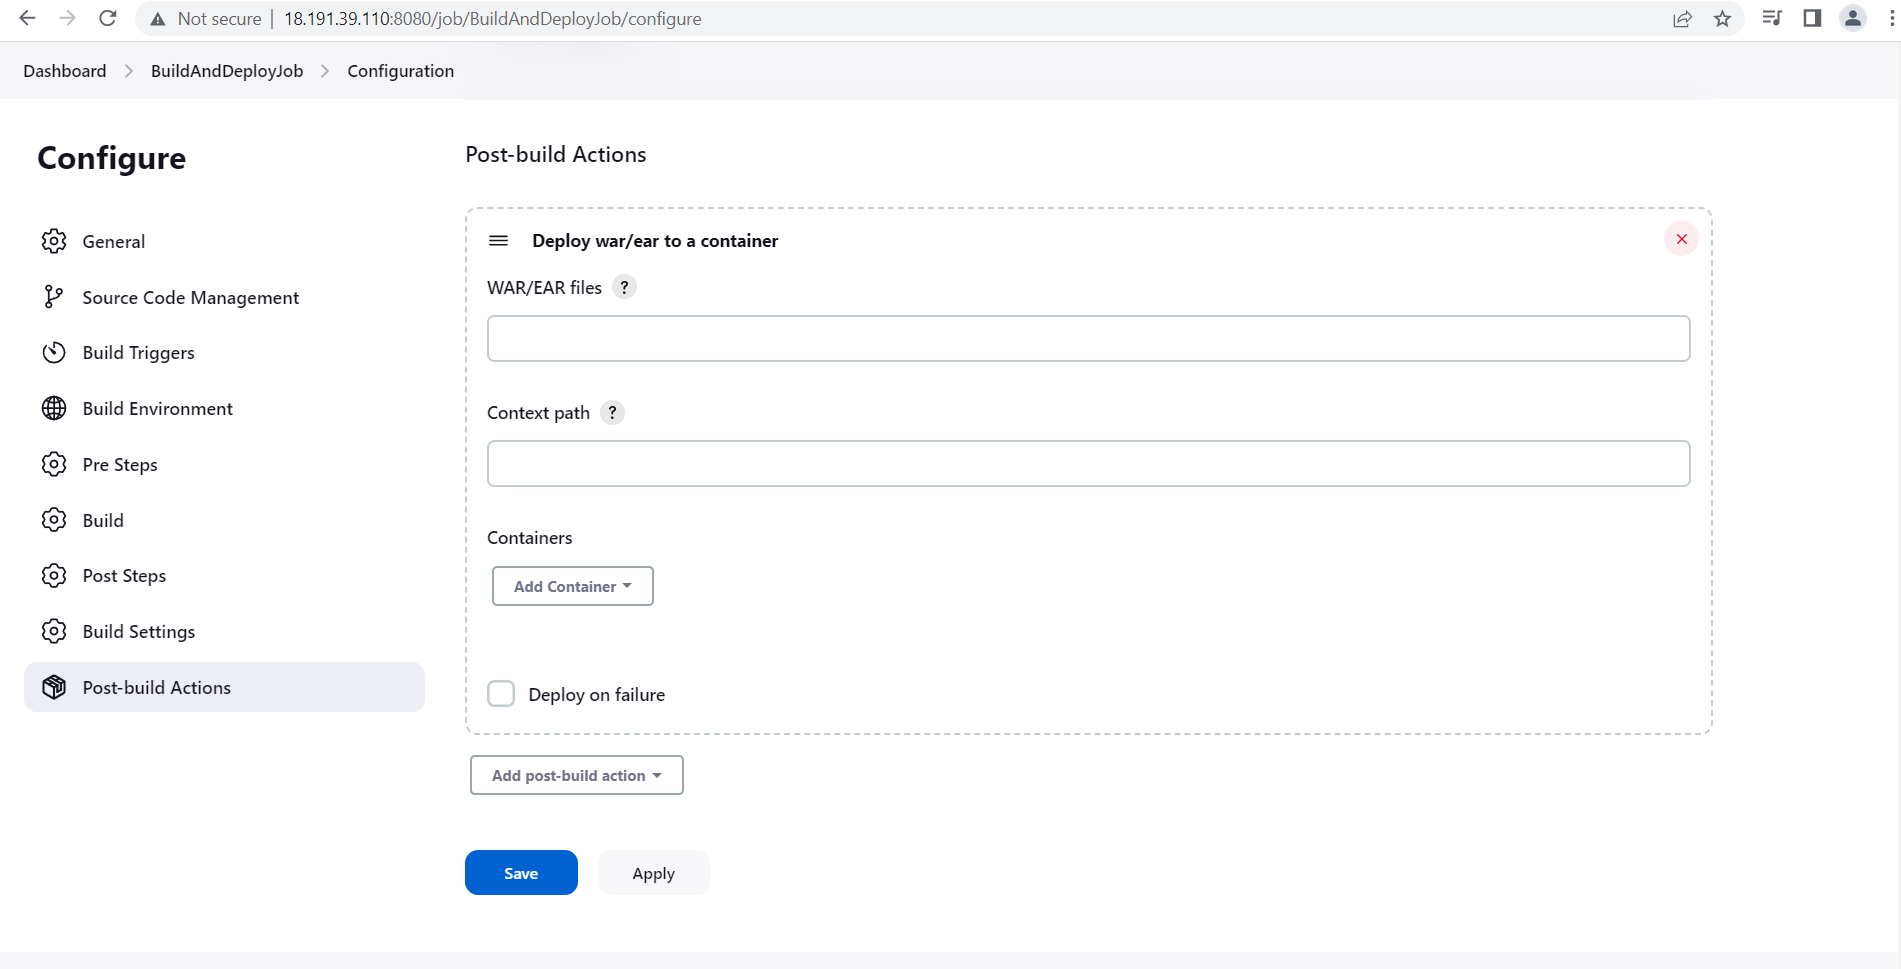 Not secure | 18.191.39.110:8080/job/BuildAndDeployJob/configure
Dashboard > BuildAndDeployJob > Configuration
Configure
General
Source Code Management
Build Triggers
Build Environment
Pre Steps
Build
Post Steps
Build Settings
Post-build Actions
Post-build Actions
Deploy war/ear to a container
WAR/EAR files ?
Context path ?
Containers
Add Container
Deploy on failure
Add post-build action
Save
Apply